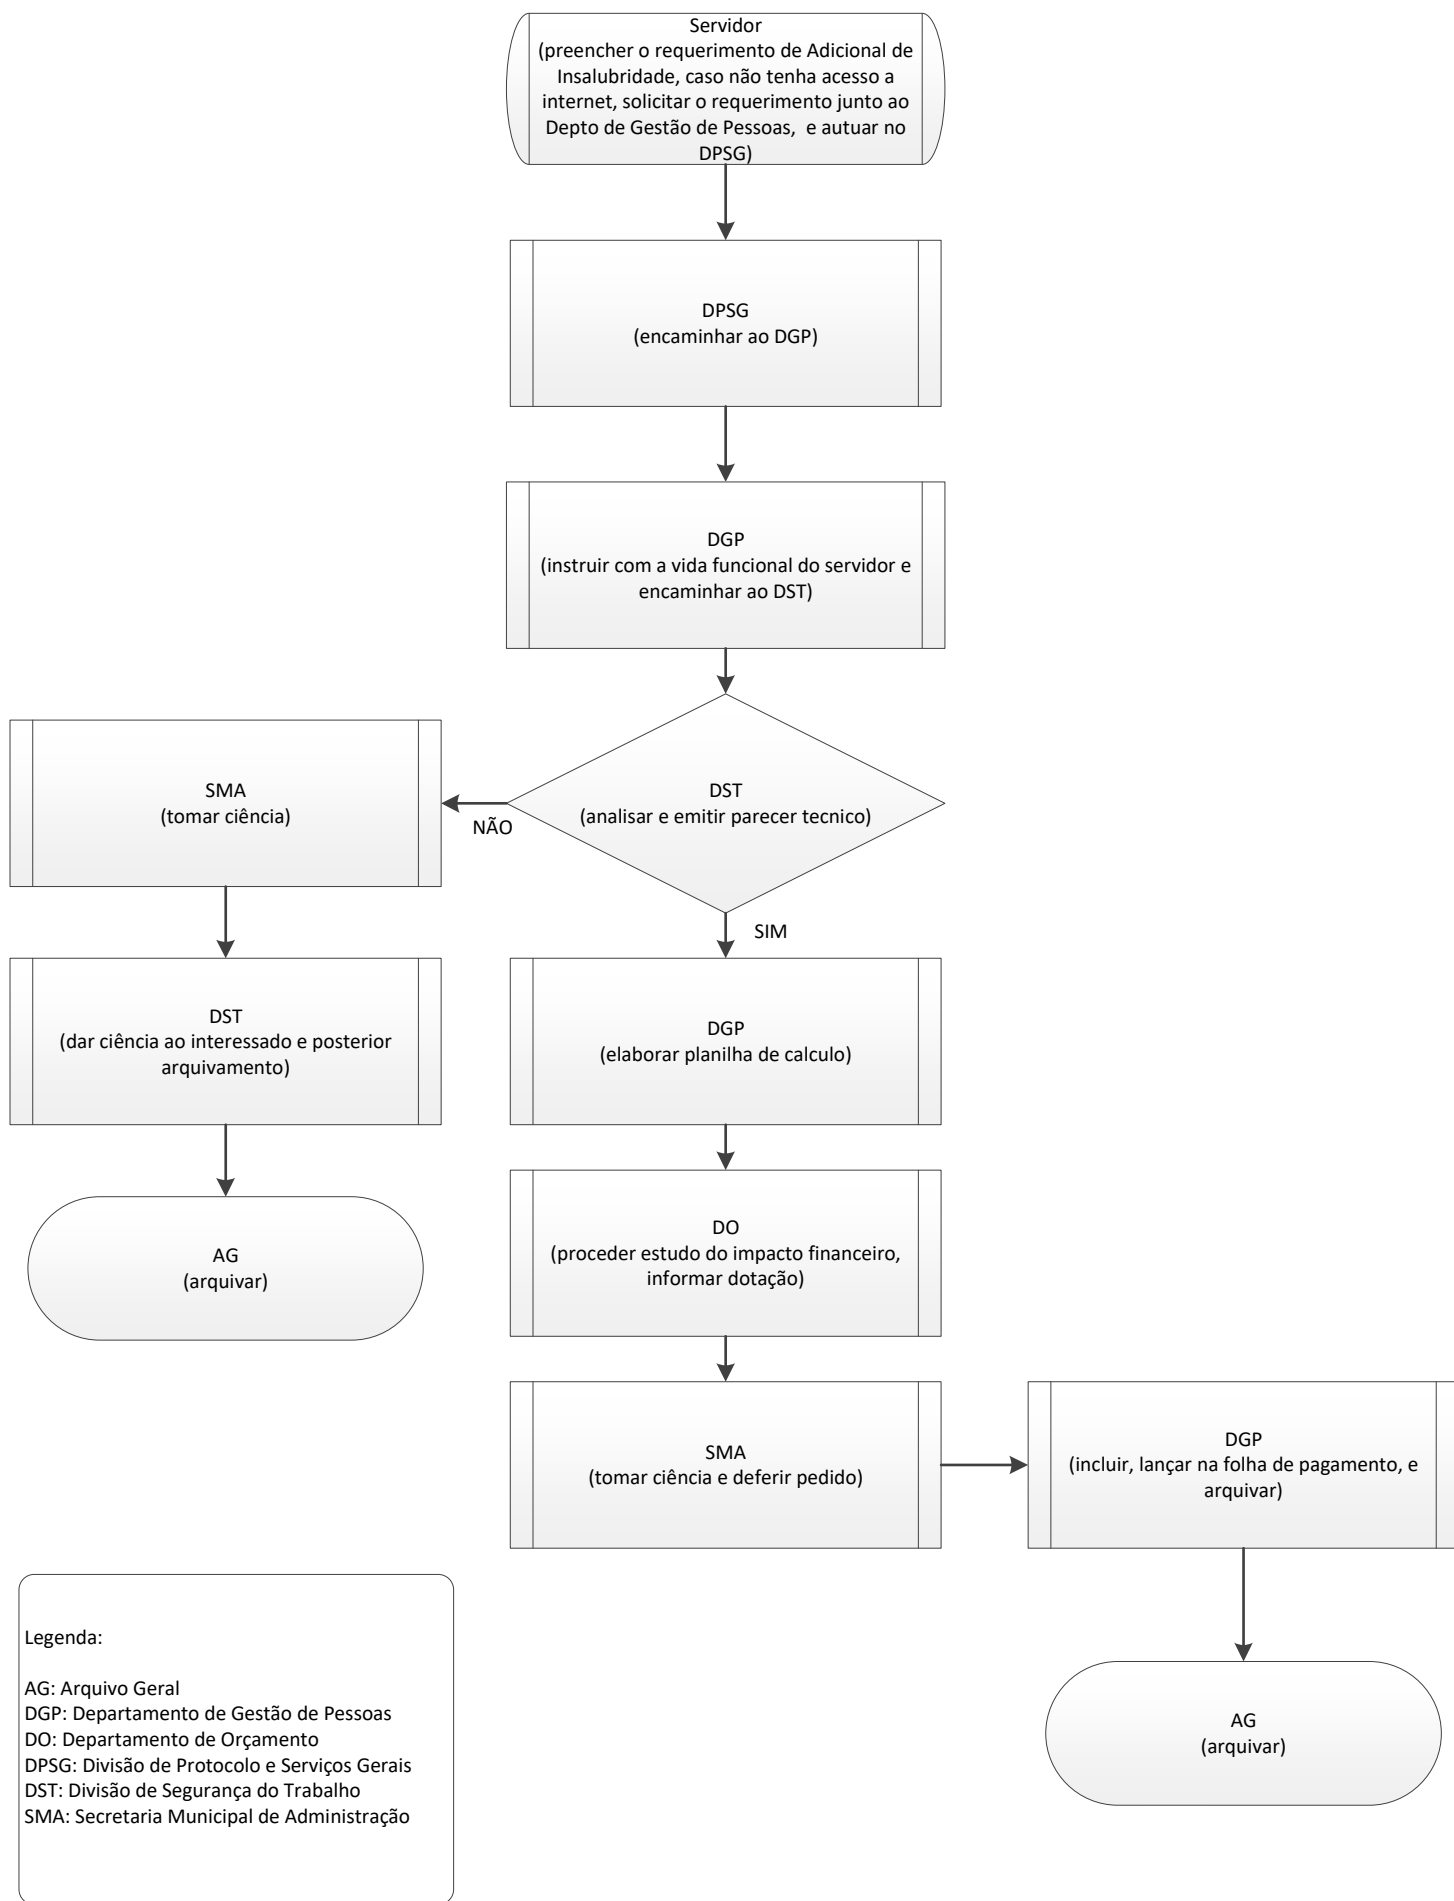 Servidor
(preencher o requerimento de Adicional de
Insalubridade, caso não tenha acesso a
internet, solicitar o requerimento junto ao
Depto de Gestão de Pessoas,  e autuar no
DPSG)
DPSG
(encaminhar ao DGP)
DGP
(instruir com a vida funcional do servidor e
encaminhar ao DST)
DST
(analisar e emitir parecer tecnico)
NÃO
SMA
(tomar ciência)
DST
(dar ciência ao interessado e posterior
arquivamento)
AG
(arquivar)
SIM
DGP
(elaborar planilha de calculo)
DO
(proceder estudo do impacto financeiro,
informar dotação)
SMA
(tomar ciência e deferir pedido)
DGP
(incluir, lançar na folha de pagamento, e
arquivar)
AG
(arquivar)
Legenda:
AG: Arquivo Geral
DGP: Departamento de Gestão de Pessoas
DO: Departamento de Orçamento
DPSG: Divisão de Protocolo e Serviços Gerais
DST: Divisão de Segurança do Trabalho
SMA: Secretaria Municipal de Administração